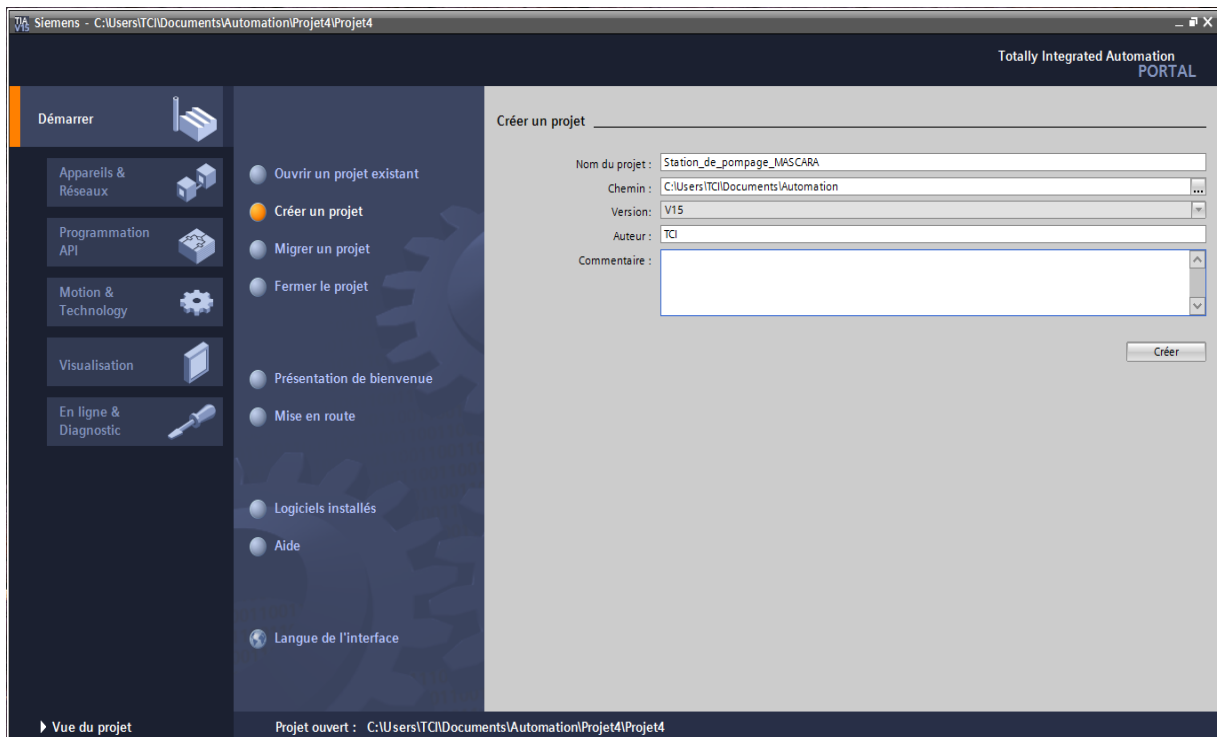 TIA
V15
Siemens - C:\Users\TCI\Documents\Automation\Projet4\Projet4
Totally Integrated Automation
PORTAL
Démarrer
Appareils &
Réseaux
Programmation
API
Motion &
Technology
Visualisation
En ligne &
Diagnostic
Ouvrir un projet existant
Créer un projet
Migrer un projet
Fermer le projet
Présentation de bienvenue
Mise en route
Logiciels installés
Aide
Langue de l'interface
Créer un projet
Nom du projet : Station_de_pompage_MASCARA
Chemin : C:\Users\TCI\Documents\Automation ...
Version: V15
Auteur : TCI
Commentaire :
Créer
Vue du projet
Projet ouvert : C:\Users\TCI\Documents\Automation\Projet4\Projet4